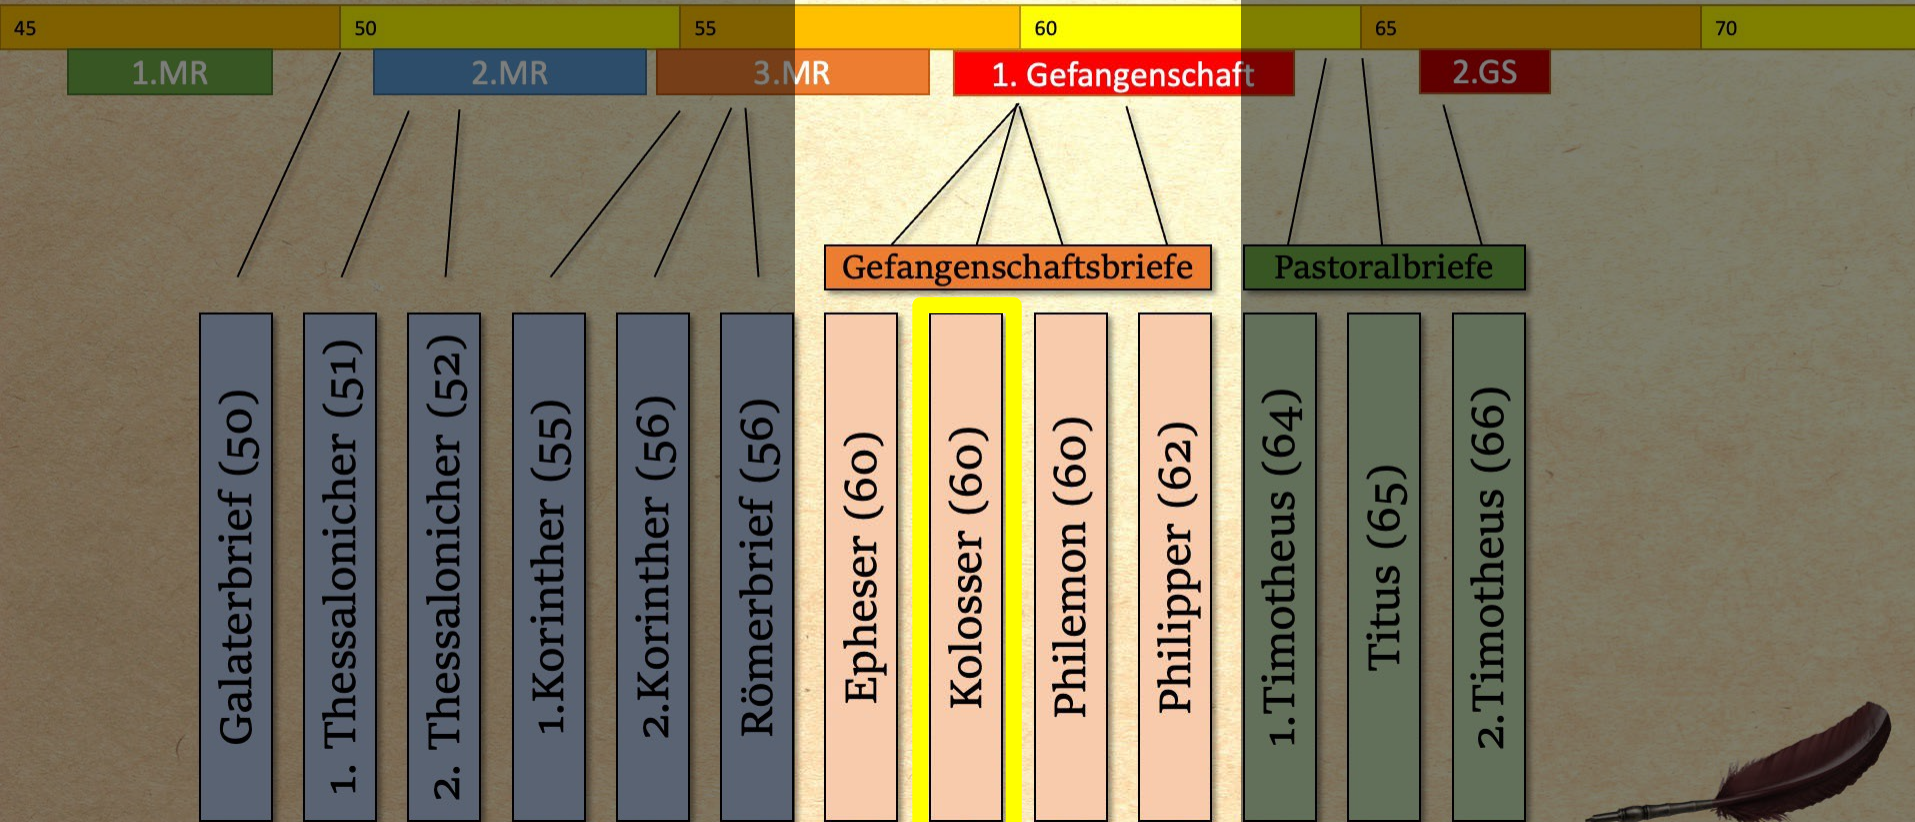 45
50
55
60
65
70
1.MR
2.MR
3.MR
1. Gefangenschaft
2.GS
Gefangenschaftsbriefe
Pastoralbriefe
Galaterbrief (50)
1. Thessalonicher (51)
2. Thessalonicher (52)
1.Korinther (55)
2.Korinther (56)
Römerbrief (56)
Epheser (60)
Kolosser (60)
Philemon (60)
Philipper (62)
1.Timotheus (64)
Titus (65)
2.Timotheus (66)